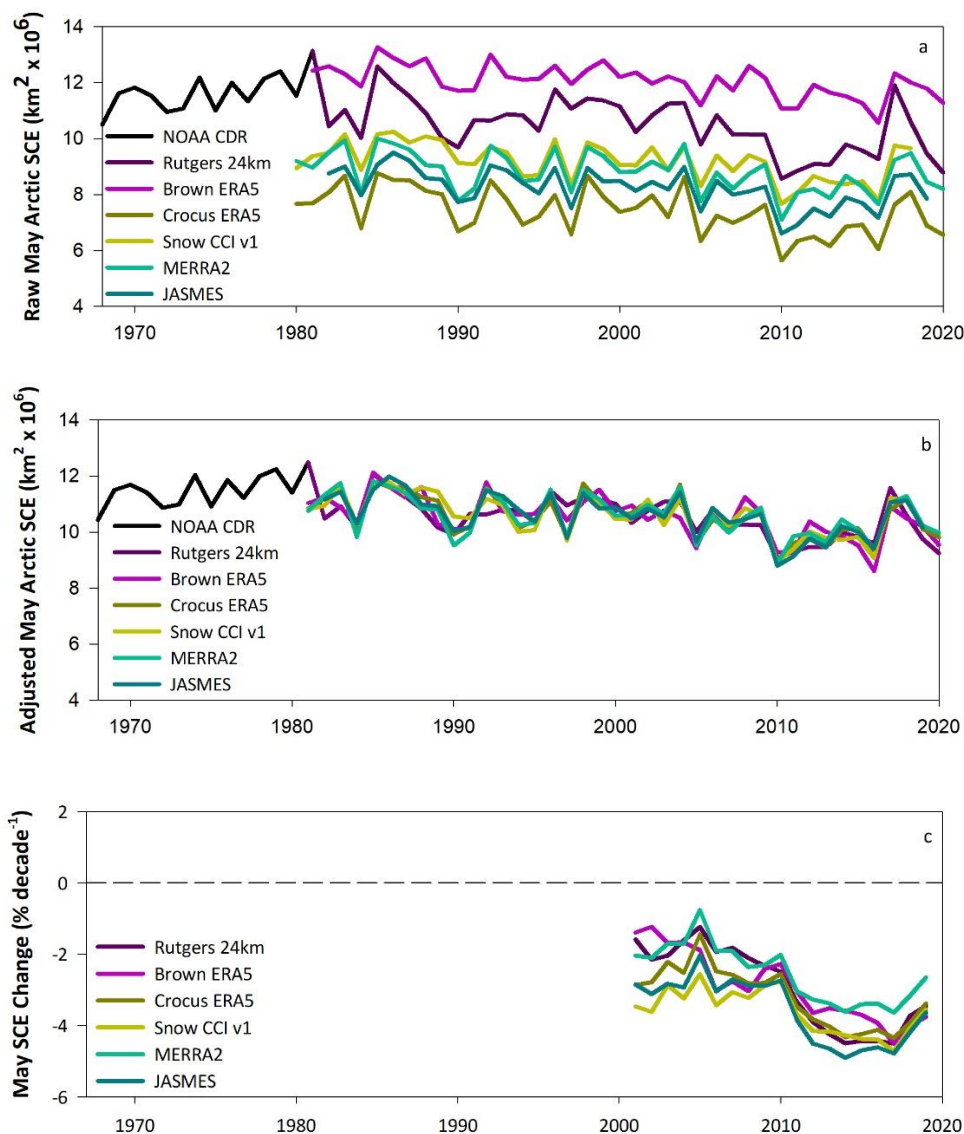 Raw May Arctic SCE (km² x 10⁶)
14
12
10
8
6
4
a
NOAA CDR
Rutgers 24km
Brown ERA5
Crocus ERA5
Snow CCI v1
MERRA2
JASMES
1970 1980 1990 2000 2010 2020
Adjusted May Arctic SCE (km² x 10⁶)
14
12
10
8
6
4
b
NOAA CDR
Rutgers 24km
Brown ERA5
Crocus ERA5
Snow CCI v1
MERRA2
JASMES
1970 1980 1990 2000 2010 2020
May SCE Change (% decade⁻¹)
2
0
-2
-4
-6
c
Rutgers 24km
Brown ERA5
Crocus ERA5
Snow CCI v1
MERRA2
JASMES
1970 1980 1990 2000 2010 2020